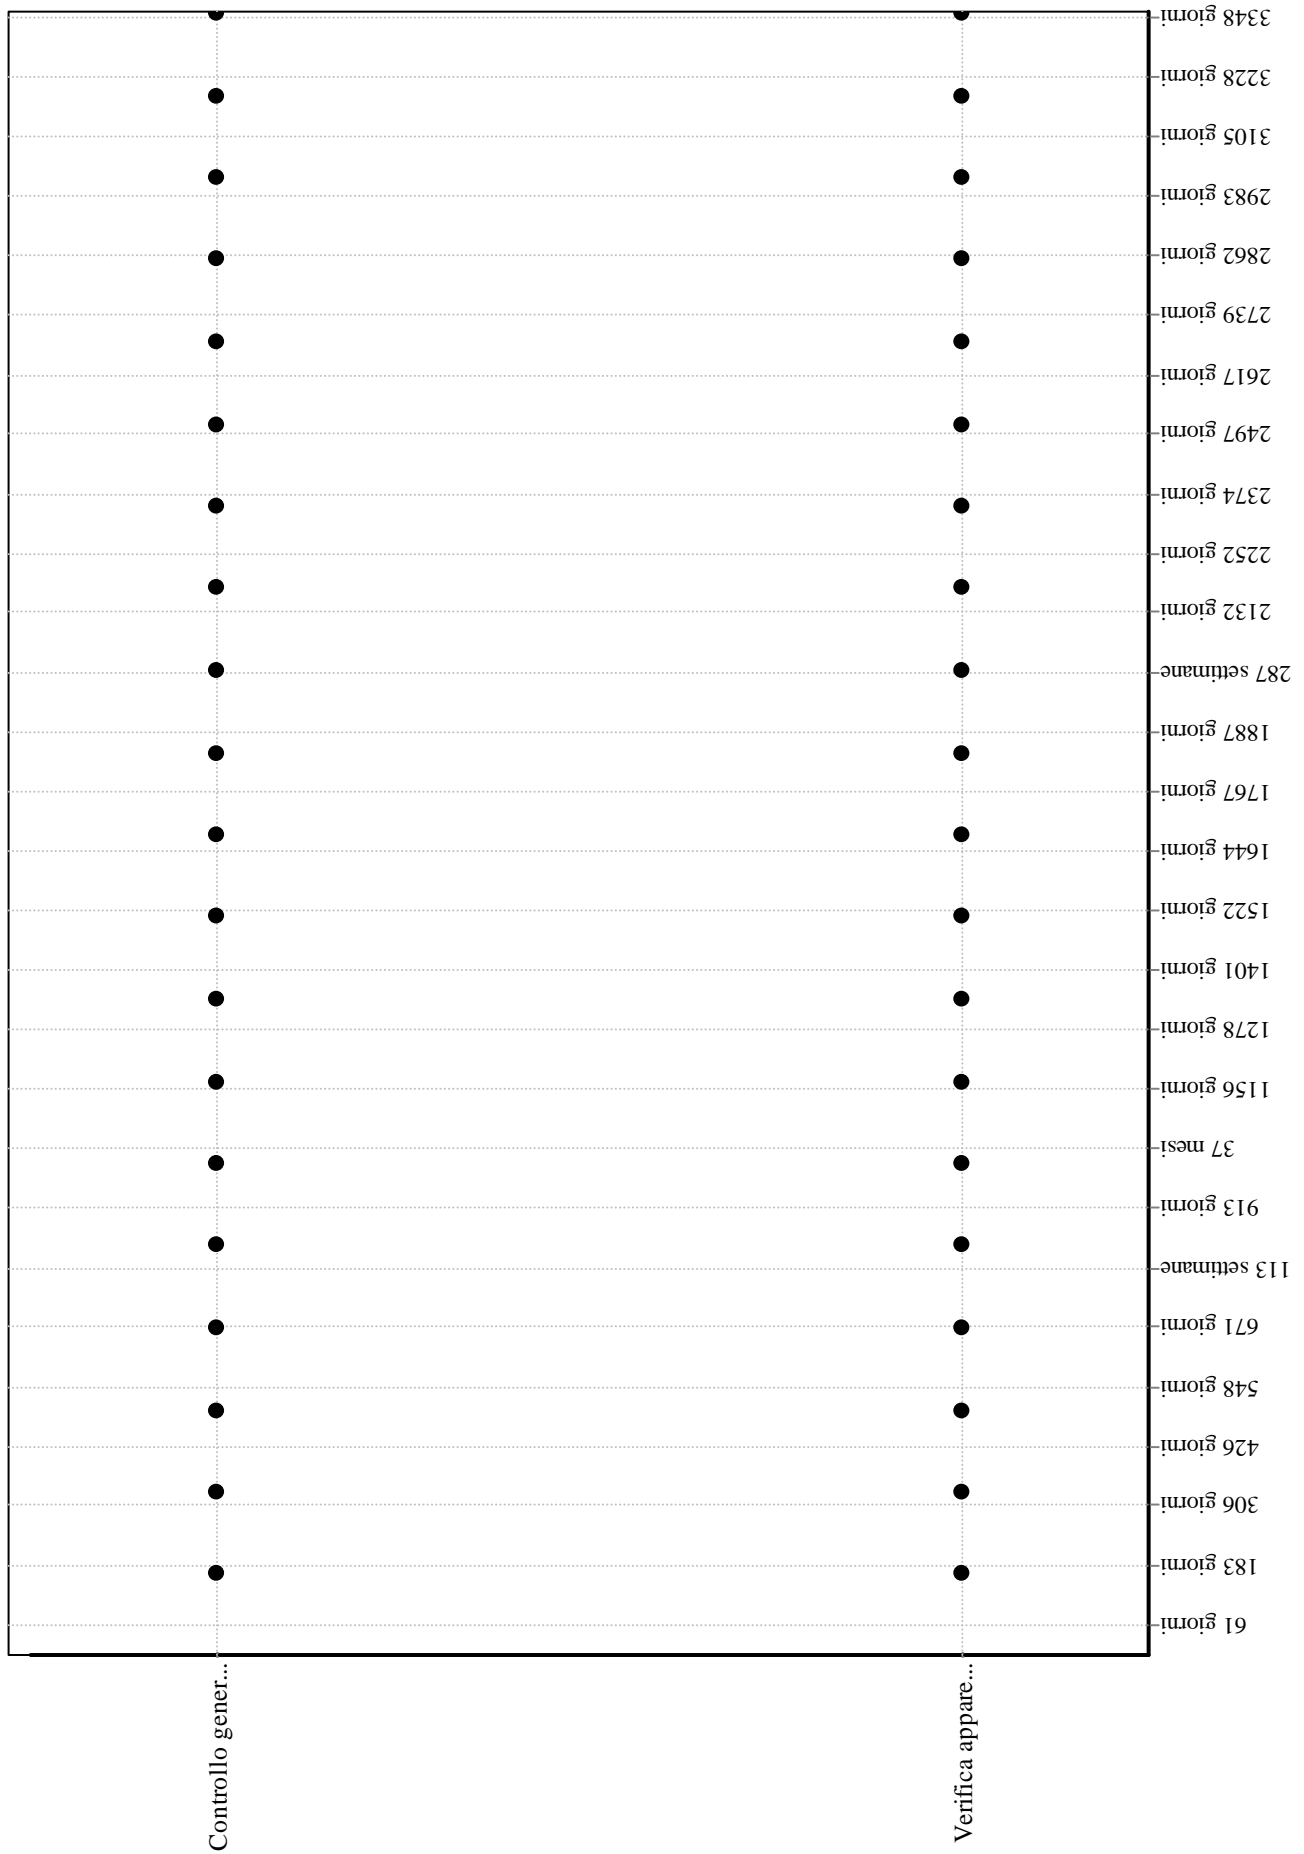 3348 giorni
3228 giorni
3105 giorni
2983 giorni
2862 giorni
2739 giorni
2617 giorni
2497 giorni
2374 giorni
2252 giorni
2132 giorni
287 settimane
1887 giorni
1767 giorni
1644 giorni
1522 giorni
1401 giorni
1278 giorni
1156 giorni
37 mesi
913 giorni
113 settimane
671 giorni
548 giorni
426 giorni
306 giorni
183 giorni
61 giorni
Controllo gener...
Verifica appare...